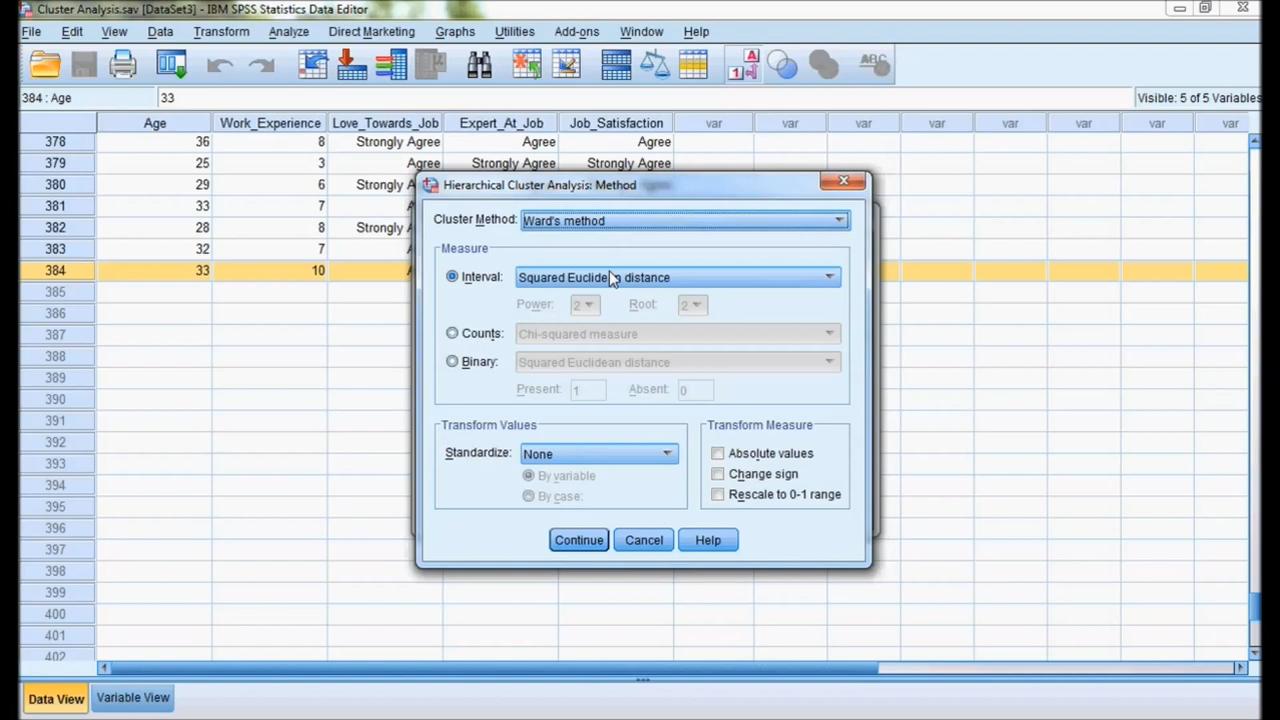 Cluster Analysis.sav [DataSet3] - IBM SPSS Statistics Data Editor
File Edit View Data Transform Analyze Direct Marketing Graphs Utilities Add-ons Window Help
384 : Age 33 Visible: 5 of 5 Variables
Age Work_Experience Love_Towards_Job Expert_At_Job Job_Satisfaction var var var var var var var var
378 36 8 Strongly Agree Agree Agree
379 25 3 Agree Strongly Agree Strongly Agree
380 29 6 Strongly
381 33 7
382 28 8 Strongly
383 32 7
384 33 10
385
386
387
388
389
390
391
392
393
394
395
396
397
398
399
400
401
402
Hierarchical Cluster Analysis: Method
Cluster Method: Ward's method
Measure
Interval: Squared Euclidean distance
Power: 2 Root: 2
Counts: Chi-squared measure
Binary: Squared Euclidean distance
Present: 1 Absent: 0
Transform Values
Standardize: None
By variable
By case:
Transform Measure
Absolute values
Change sign
Rescale to 0-1 range
Continue Cancel Help
Data View Variable View